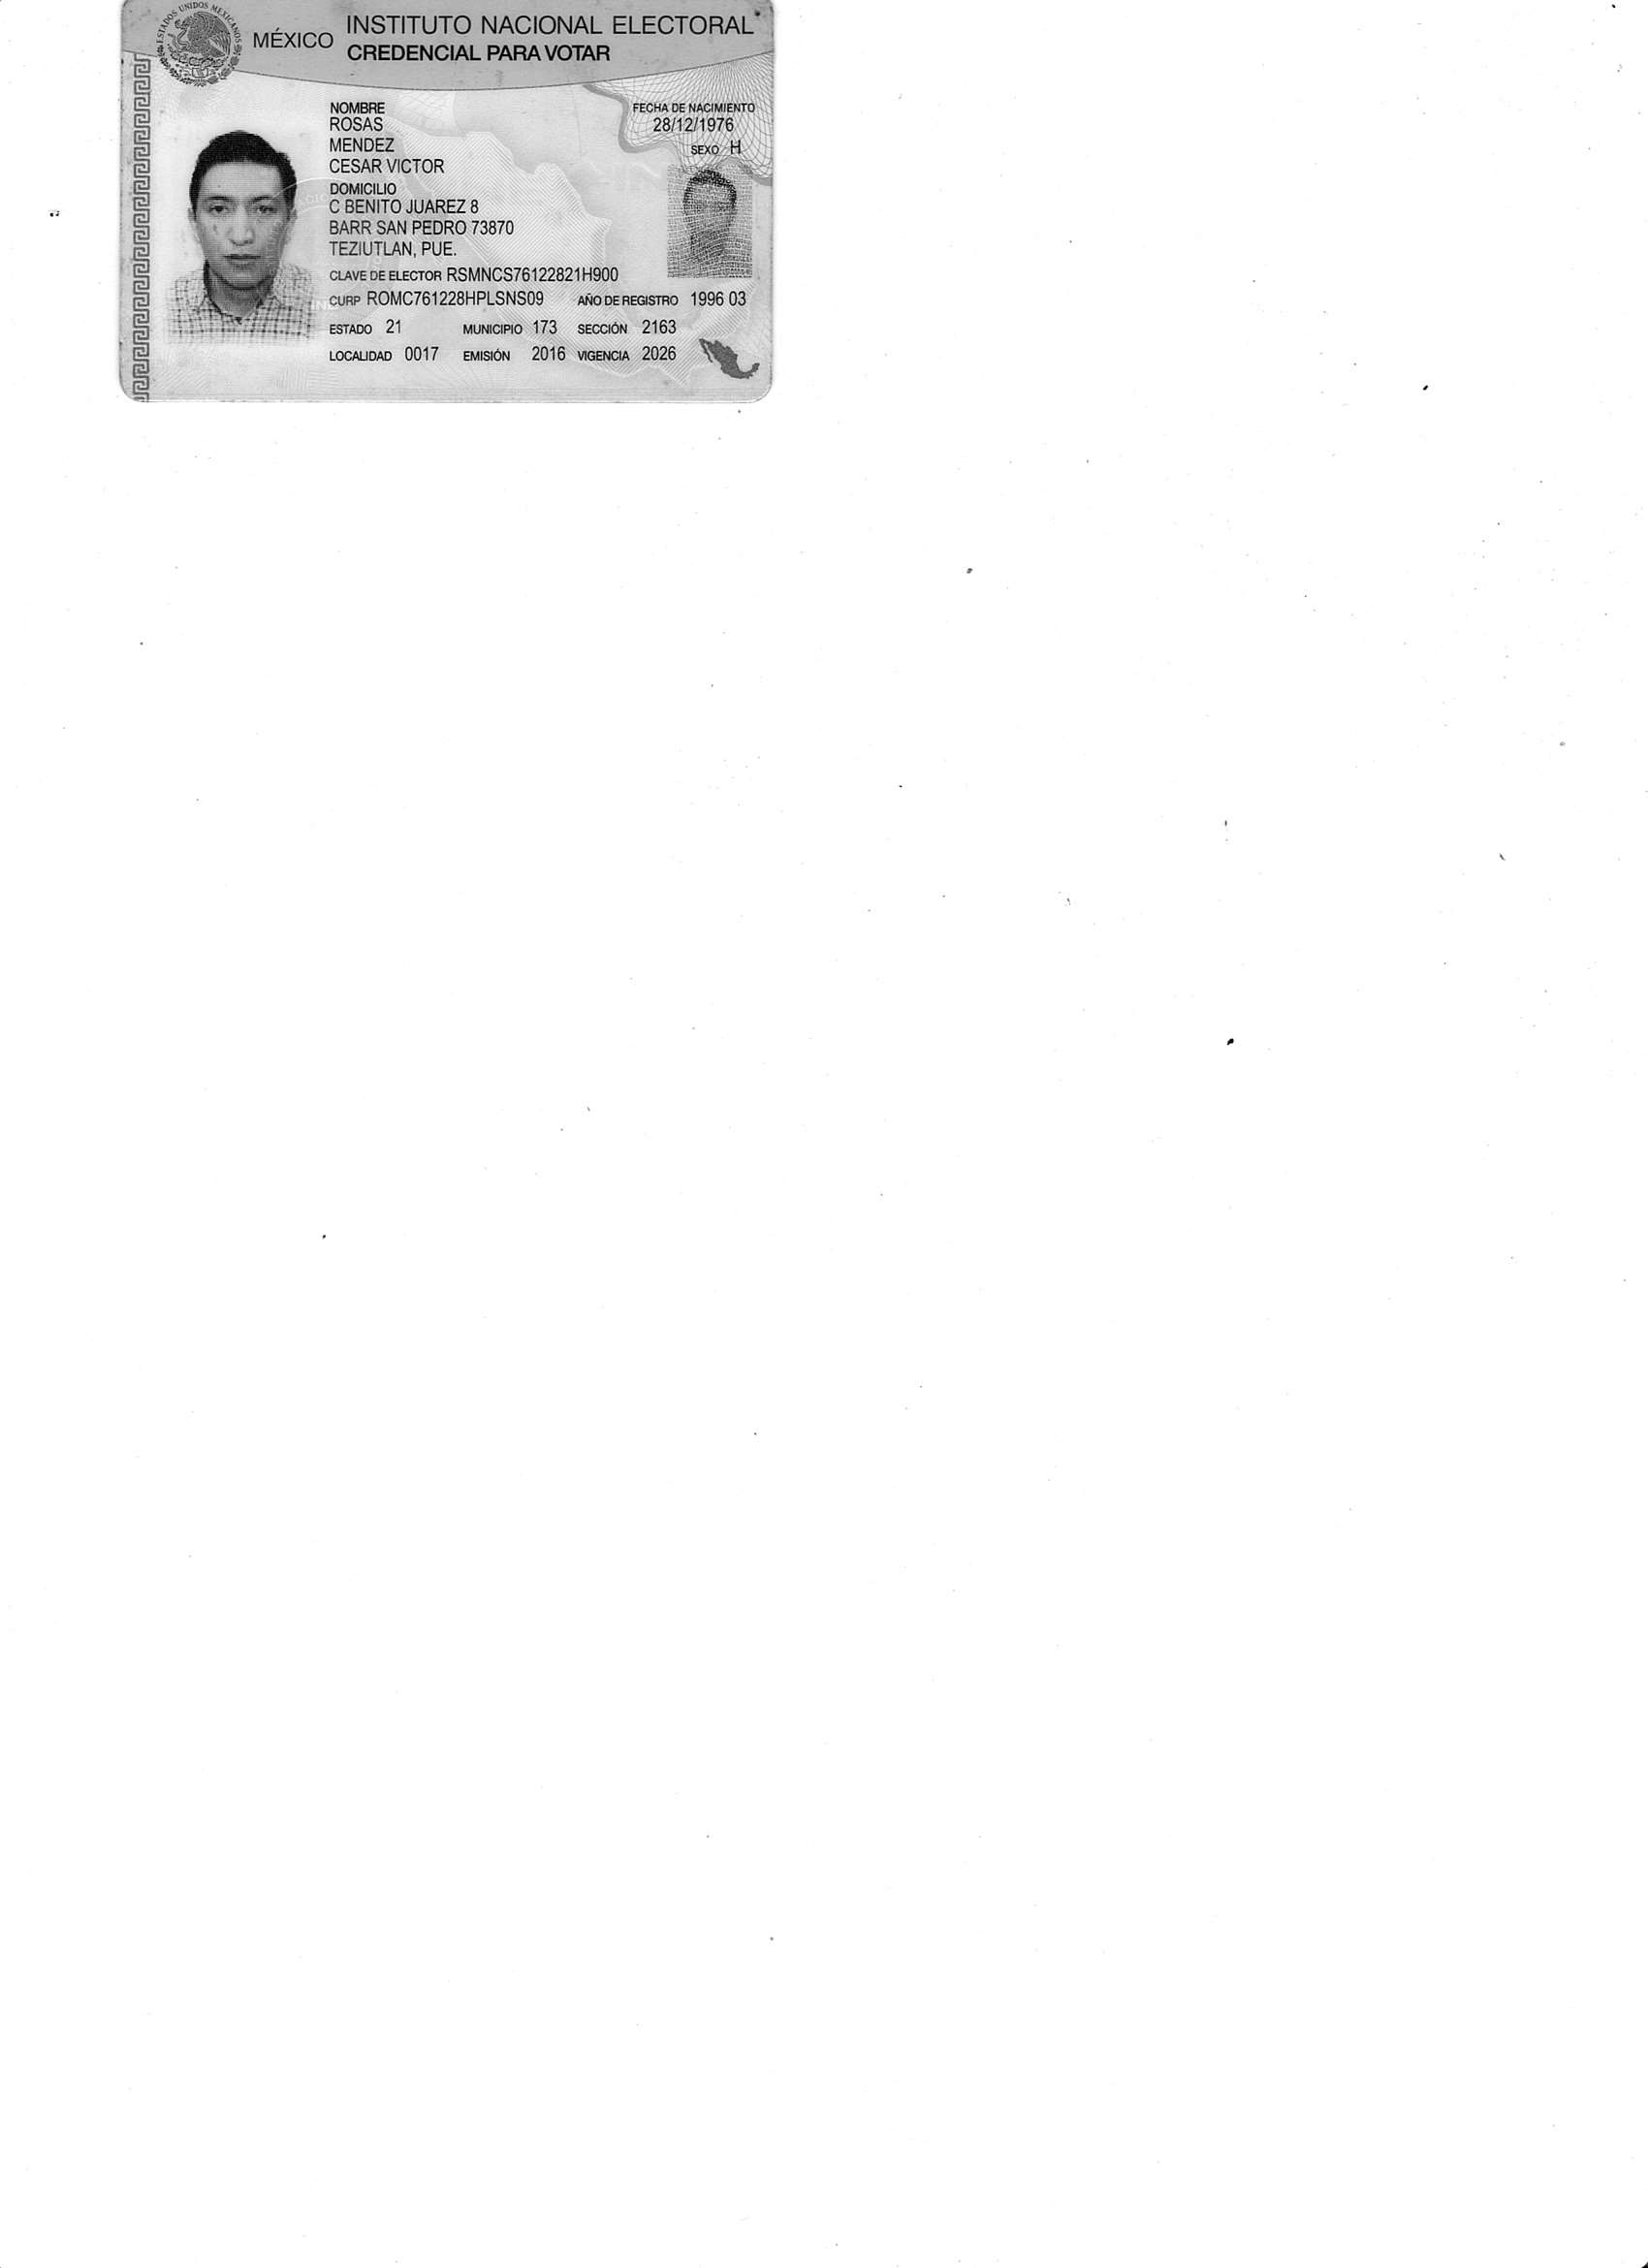 ESTADOS UNIDOS MEXICANOS
MÉXICO INSTITUTO NACIONAL ELECTORAL
CREDENCIAL PARA VOTAR
NOMBRE
ROSAS
MENDEZ
CESAR VICTOR
FECHA DE NACIMIENTO
28/12/1976
SEXO H
DOMICILIO
C BENITO JUAREZ 8
BARR SAN PEDRO 73870
TEZIUTLAN, PUE.
CLAVE DE ELECTOR RSMNCS76122821H900
CURP ROMC761228HPLSNS09 AÑO DE REGISTRO 1996 03
ESTADO 21 MUNICIPIO 173 SECCIÓN 2163
LOCALIDAD 0017 EMISIÓN 2016 VIGENCIA 2026